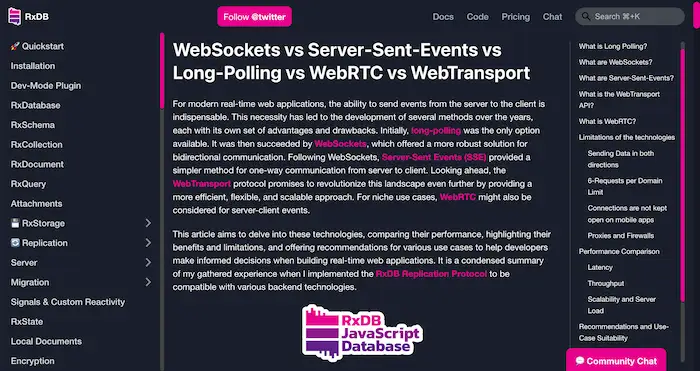 RxDB
Follow @twitter
Docs
Code
Pricing
Chat
Search ⌘+K
🚀 Quickstart
Installation
Dev-Mode Plugin
RxDatabase
RxSchema
RxCollection
RxDocument
RxQuery
Attachments
💾 RxStorage
🔄 Replication
Server
Migration
Signals & Custom Reactivity
RxState
Local Documents
Encryption
WebSockets vs Server-Sent-Events vs
Long-Polling vs WebRTC vs WebTransport
For modern real-time web applications, the ability to send events from the server to the client is
indispensable. This necessity has led to the development of several methods over the years,
each with its own set of advantages and drawbacks. Initially, long-polling was the only option
available. It was then succeeded by WebSockets, which offered a more robust solution for
bidirectional communication. Following WebSockets, Server-Sent Events (SSE) provided a
simpler method for one-way communication from server to client. Looking ahead, the
WebTransport protocol promises to revolutionize this landscape even further by providing a
more efficient, flexible, and scalable approach. For niche use cases, WebRTC might also be
considered for server-client events.
This article aims to delve into these technologies, comparing their performance, highlighting their
benefits and limitations, and offering recommendations for various use cases to help developers
make informed decisions when building real-time web applications. It is a condensed summary
of my gathered experience when I implemented the RxDB Replication Protocol to be
compatible with various backend technologies.
RxDB
JavaScript
Database
What is Long Polling?
What are WebSockets?
What are Server-Sent-Events?
What is the WebTransport
API?
What is WebRTC?
Limitations of the technologies
Sending Data in both
directions
6-Requests per Domain
Limit
Connections are not kept
open on mobile apps
Proxies and Firewalls
Performance Comparison
Latency
Throughput
Scalability and Server
Load
Recommendations and Use-
Case Suitability
💬 Community Chat